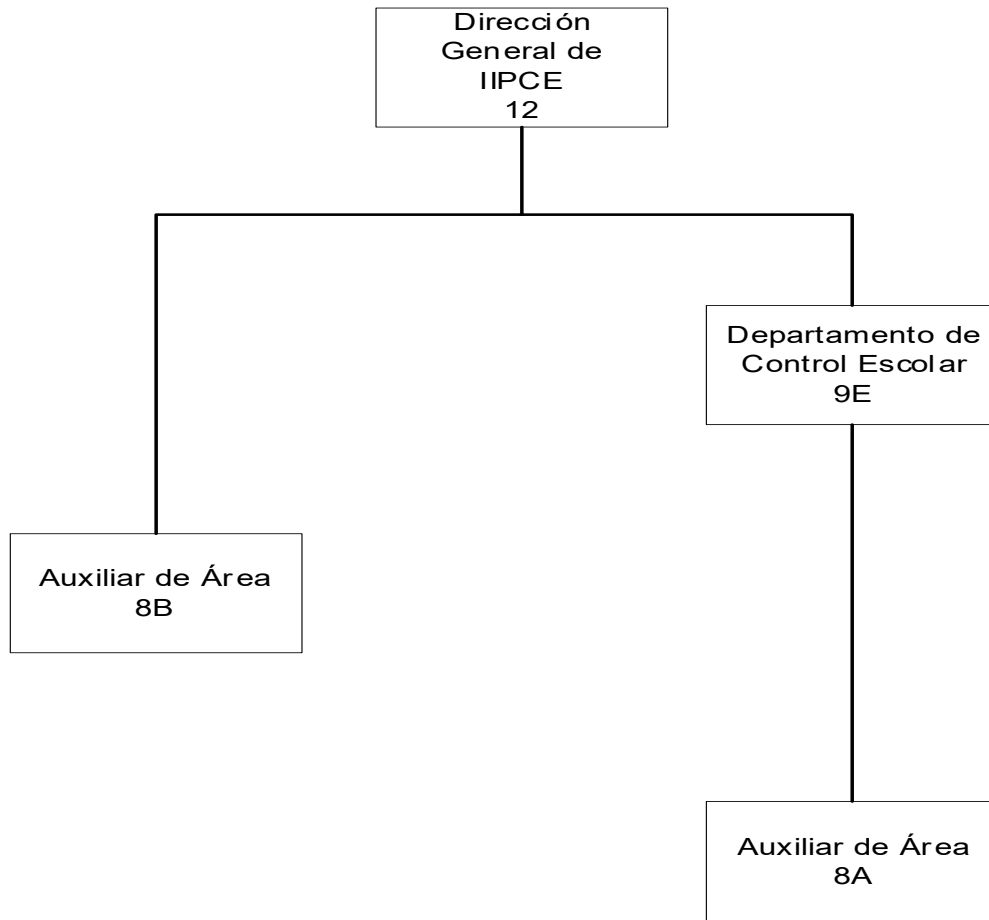 Dirección
General de
IIPCE
12
Departamento de
Control Escolar
9E
Auxiliar de Área
8B
Auxiliar de Área
8A